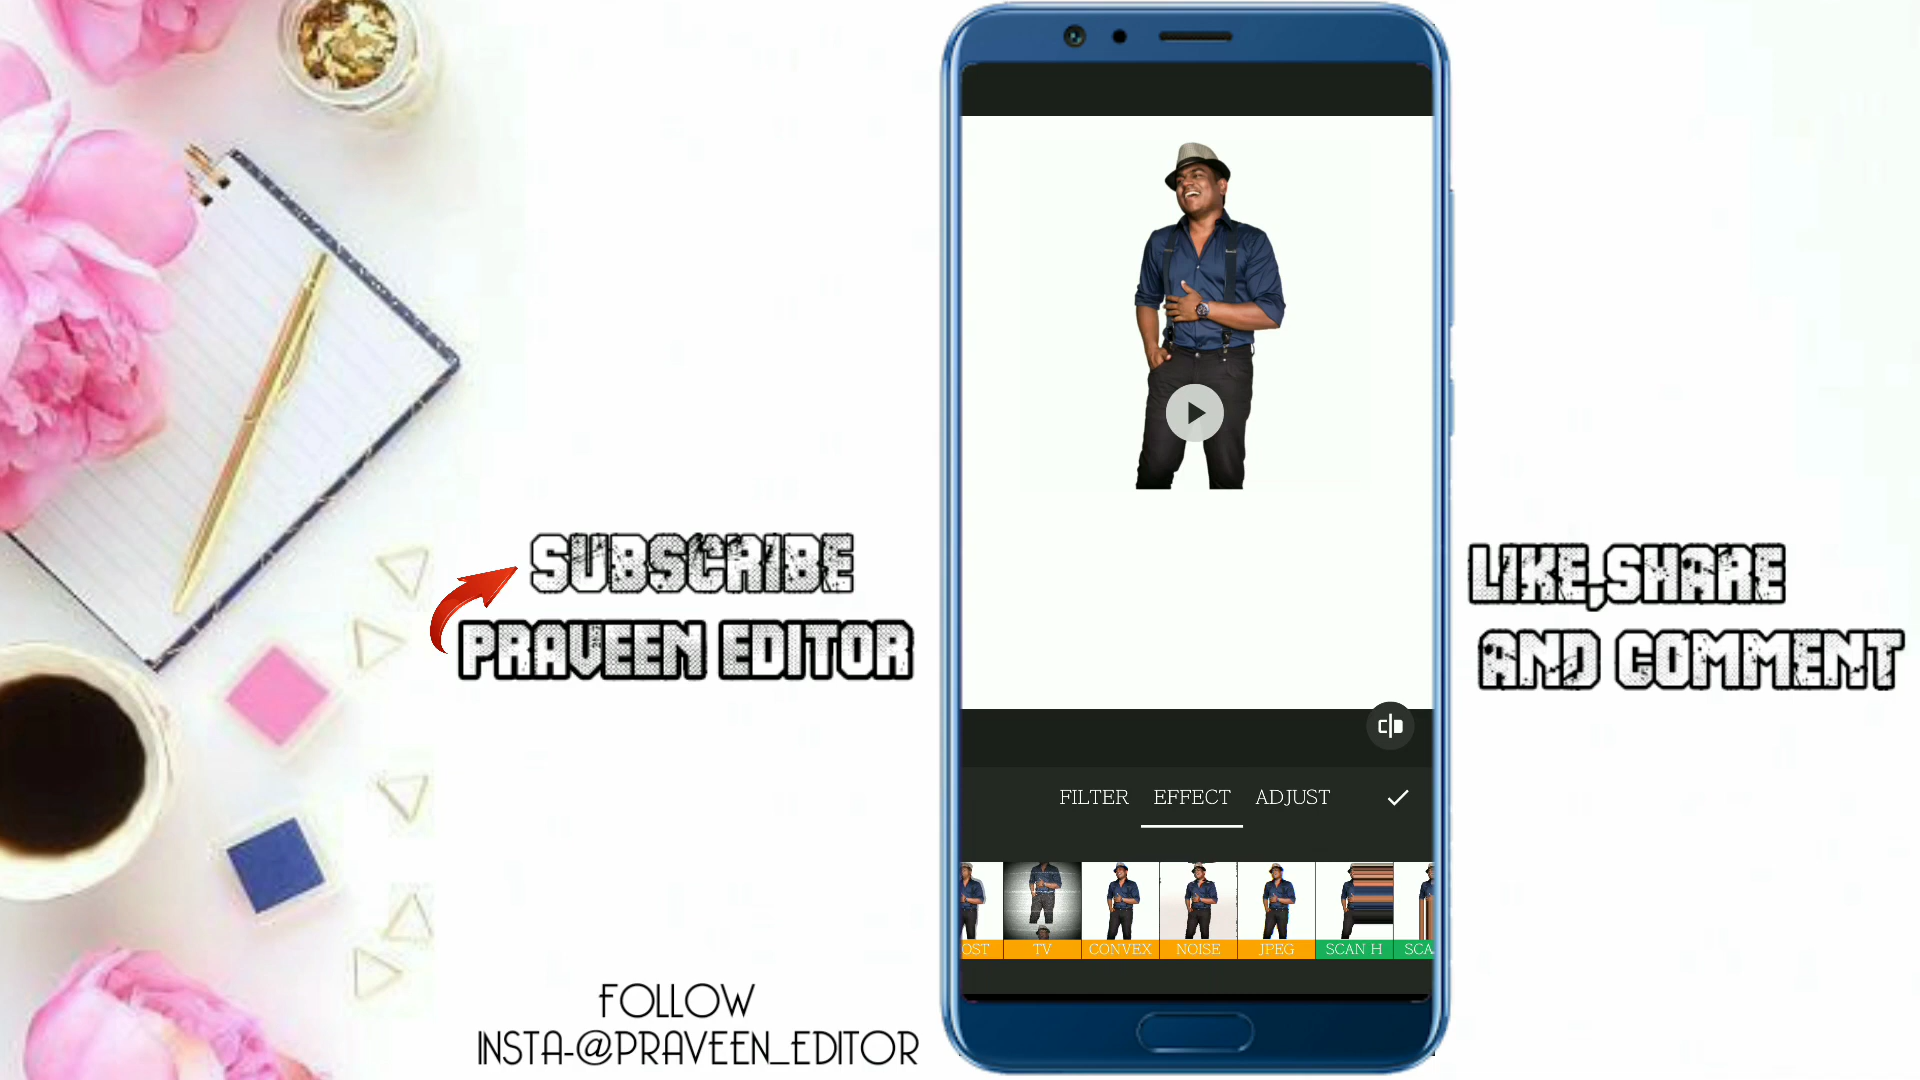 SUBSCRIBE
PRAVEEN EDITOR
FOLLOW
INSTA-@PRAVEEN_EDITOR
FILTER EFFECT ADJUST
OST TV CONVEX NOISE JPEG SCAN H SCA
LIKE,SHARE
AND COMMENT